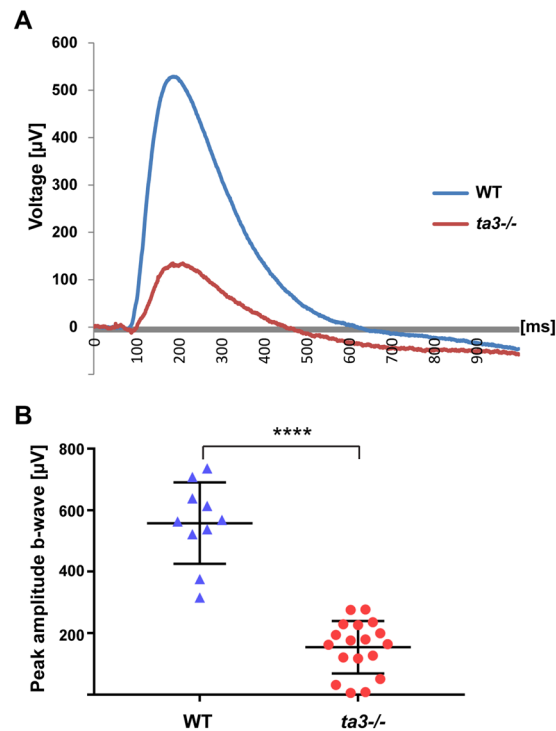 A
Voltage [µV]
600
500
400
300
200
100
0
WT
ta3-/-
[ms]
0 100 200 300 400 500 600 700 800 900
B
Peak amplitude b-wave [µV]
800
600
400
200
****
WT ta3-/-